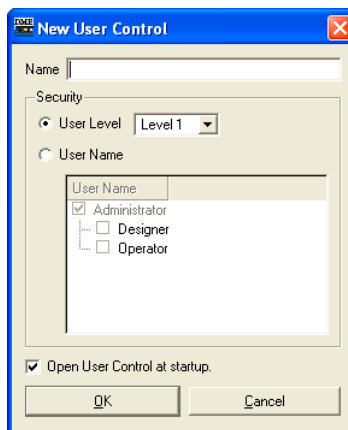 DME
New User Control
Name
Security
User Level Level 1
User Name
User Name
Administrator
Designer
Operator
Open User Control at startup.
OK Cancel